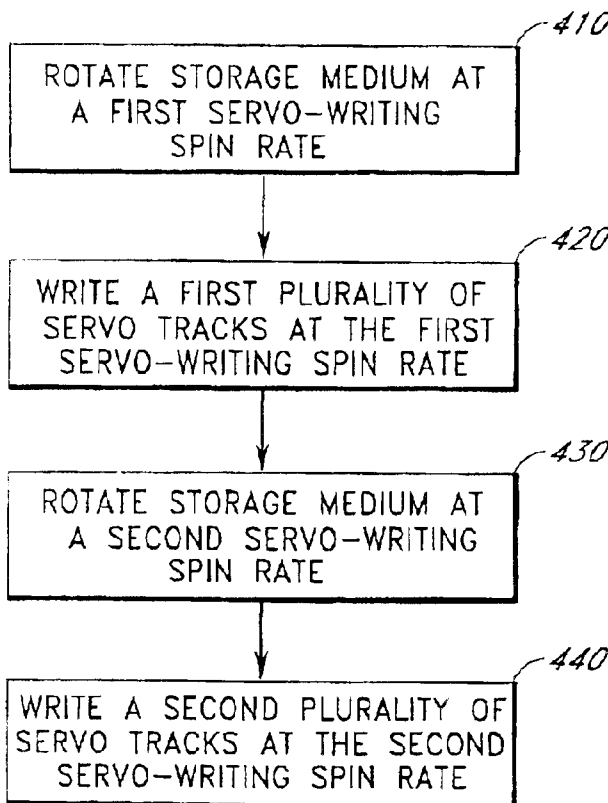 410
ROTATE STORAGE MEDIUM AT
A FIRST SERVO-WRITING
SPIN RATE
420
WRITE A FIRST PLURALITY OF
SERVO TRACKS AT THE FIRST
SERVO-WRITING SPIN RATE
430
ROTATE STORAGE MEDIUM AT
A SECOND SERVO-WRITING
SPIN RATE
440
WRITE A SECOND PLURALITY OF
SERVO TRACKS AT THE SECOND
SERVO-WRITING SPIN RATE